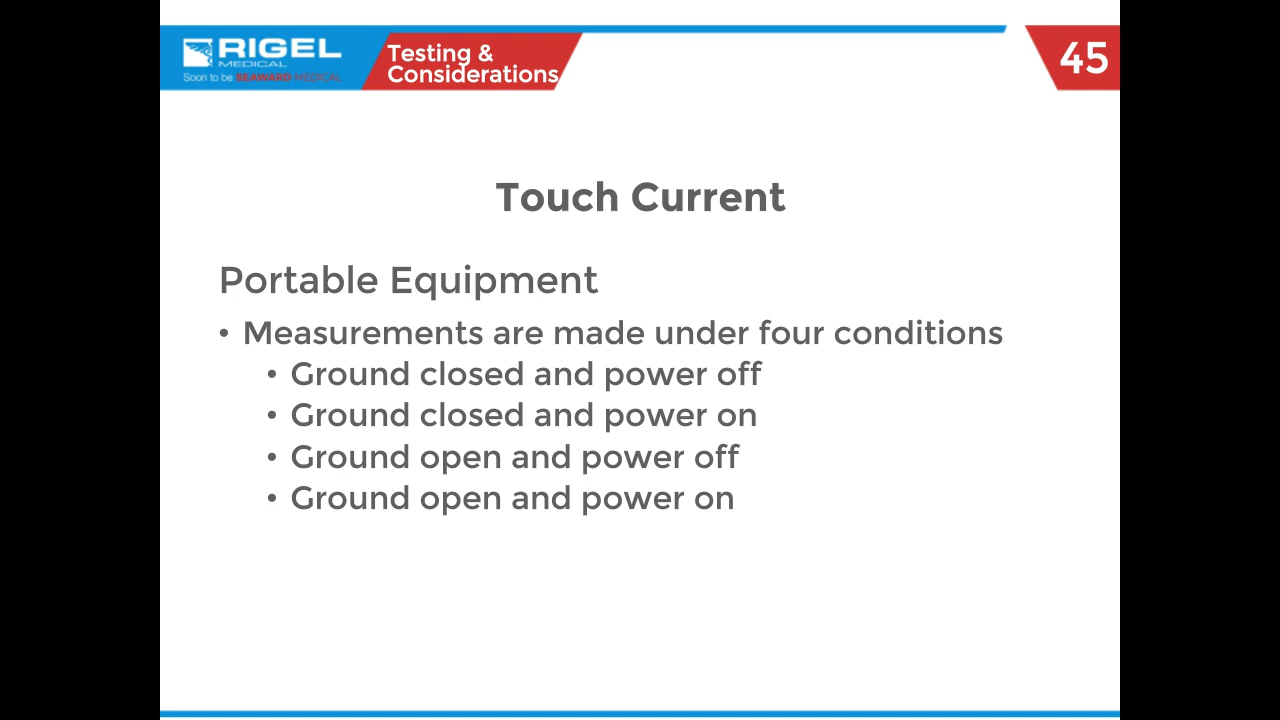 RIGEL
MEDICAL
Soon to be SEAWARD MEDICAL
Testing &
Considerations
45
Touch Current
Portable Equipment
• Measurements are made under four conditions
• Ground closed and power off
• Ground closed and power on
• Ground open and power off
• Ground open and power on